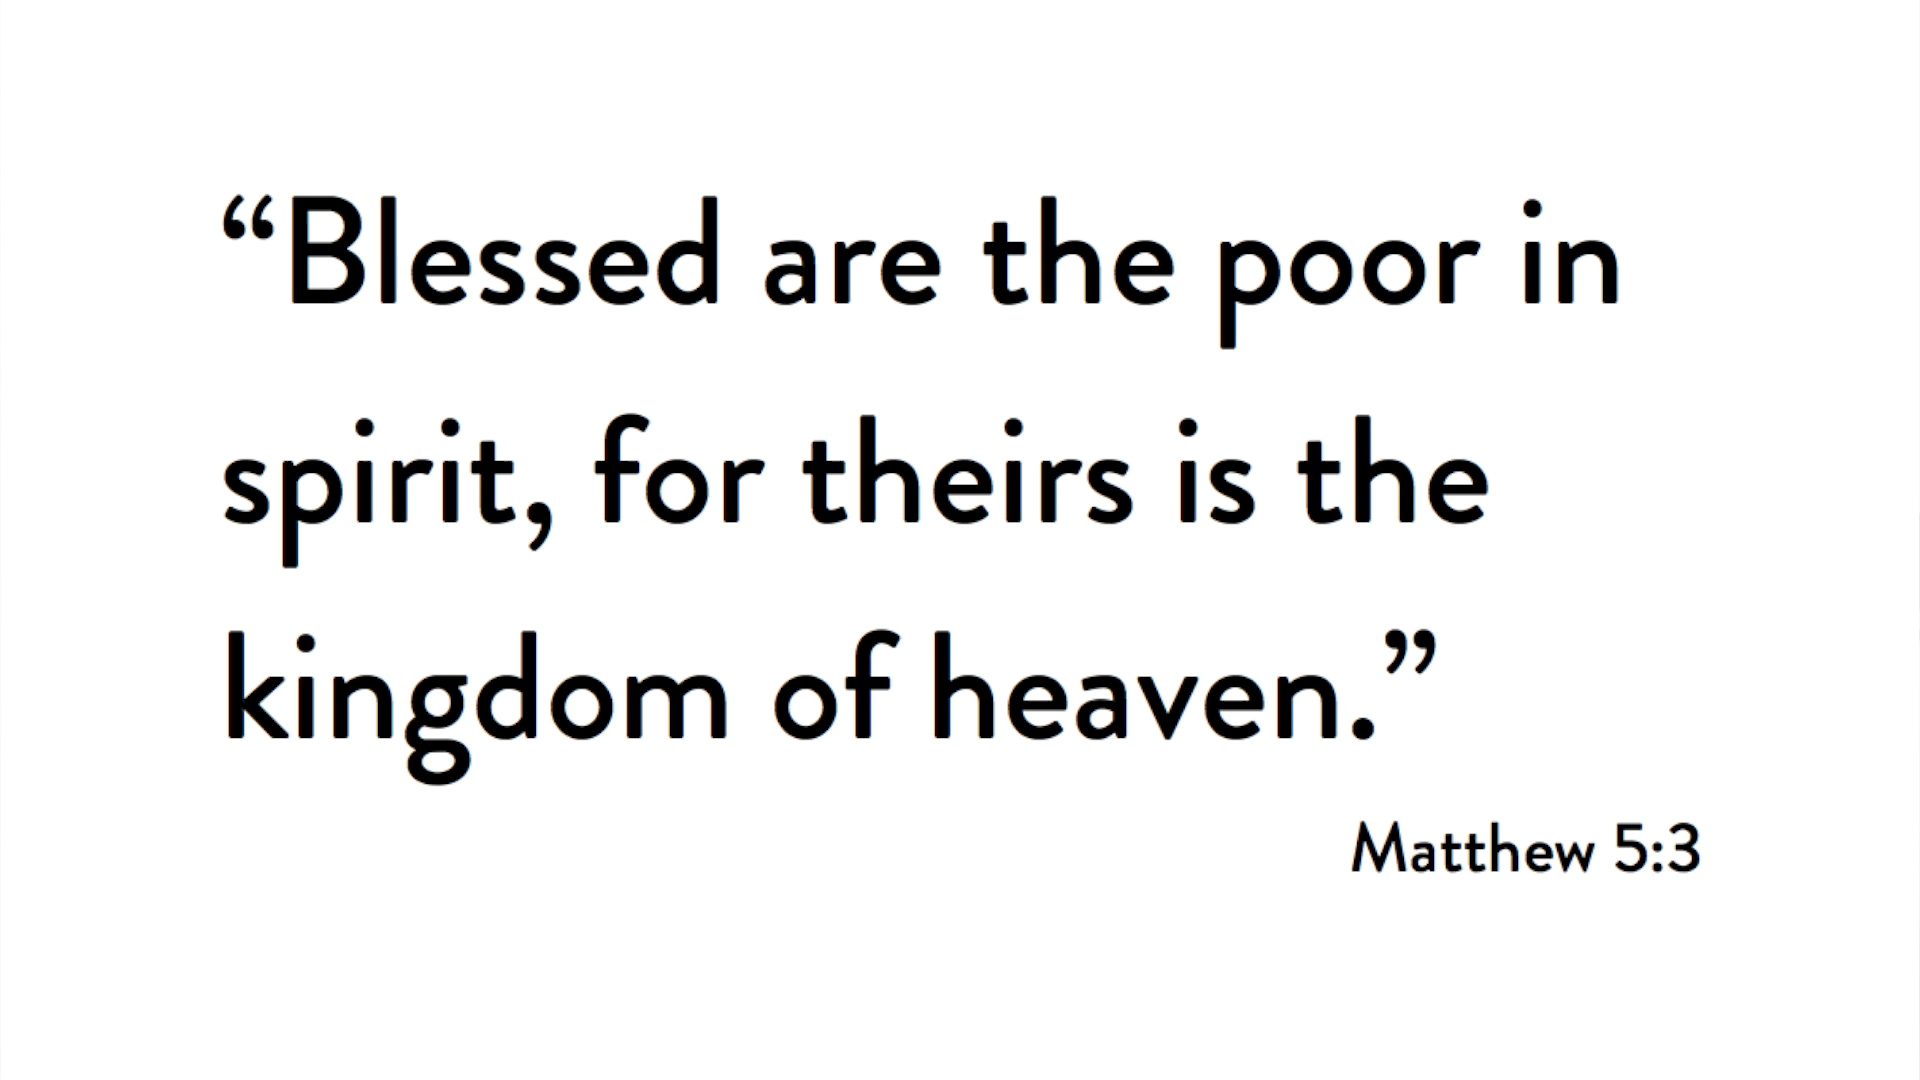 “Blessed are the poor in
spirit, for theirs is the
kingdom of heaven.”
Matthew 5:3